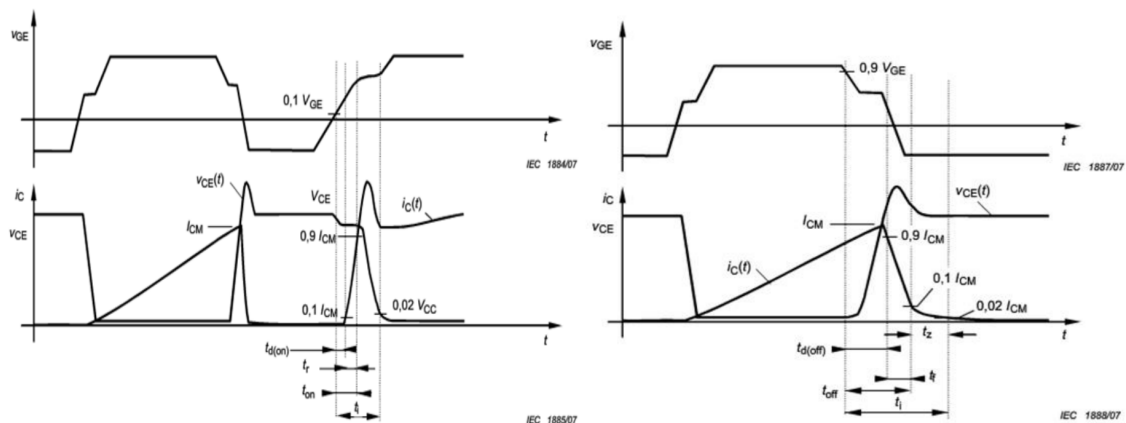 vGE
0,1 VGE
t
IEC 1884/07
iC
vCE
vCE(t)
ICM
VCE
iC(t)
0,9 ICM
0,1 ICM
0,02 VCC
t
td(on)
tr
ton
ti
IEC 1885/07
vGE
0,9 VGE
t
IEC 1887/07
iC
vCE
ICM
vCE(t)
0,9 ICM
iC(t)
0,1 ICM
0,02 ICM
tz
t
td(off)
tf
toff
ti
IEC 1888/07